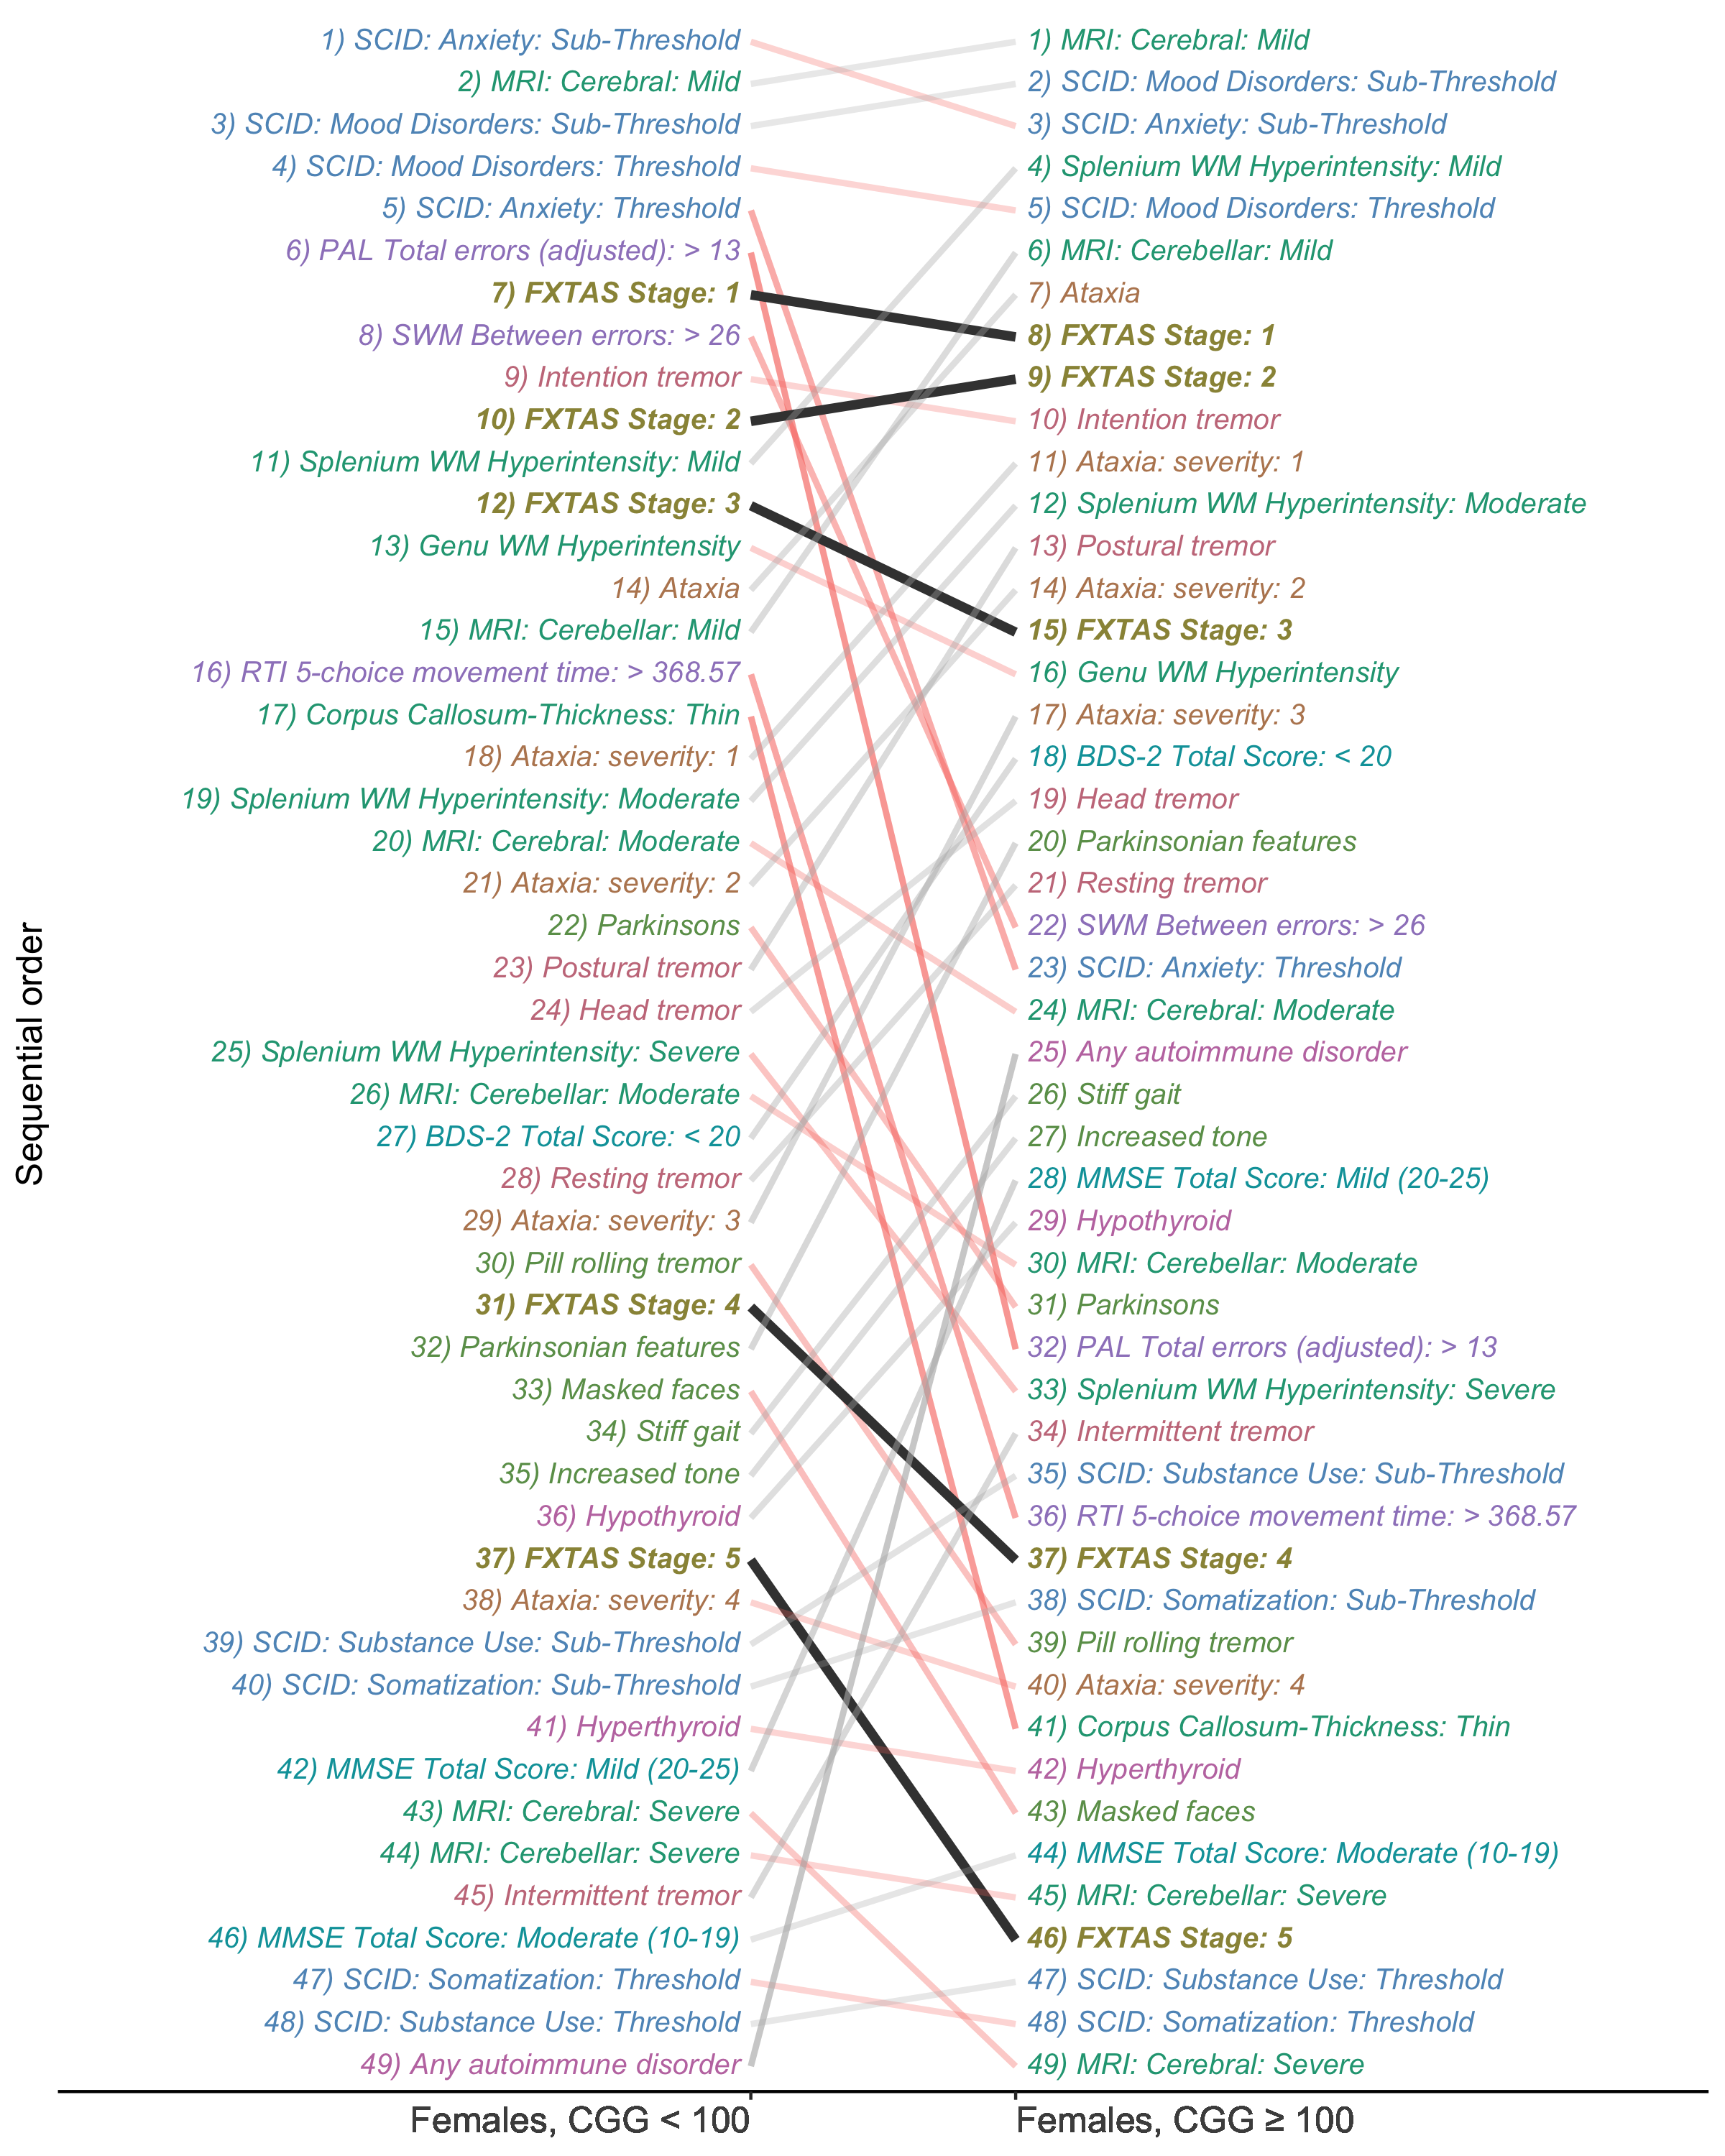 Sequential order
1) SCID: Anxiety: Sub-Threshold
2) MRI: Cerebral: Mild
3) SCID: Mood Disorders: Sub-Threshold
4) SCID: Mood Disorders: Threshold
5) SCID: Anxiety: Threshold
6) PAL Total errors (adjusted): > 13
7) FXTAS Stage: 1
8) SWM Between errors: > 26
9) Intention tremor
10) FXTAS Stage: 2
11) Splenium WM Hyperintensity: Mild
12) FXTAS Stage: 3
13) Genu WM Hyperintensity
14) Ataxia
15) MRI: Cerebellar: Mild
16) RTI 5-choice movement time: > 368.57
17) Corpus Callosum-Thickness: Thin
18) Ataxia: severity: 1
19) Splenium WM Hyperintensity: Moderate
20) MRI: Cerebral: Moderate
21) Ataxia: severity: 2
22) Parkinsons
23) Postural tremor
24) Head tremor
25) Splenium WM Hyperintensity: Severe
26) MRI: Cerebellar: Moderate
27) BDS-2 Total Score: < 20
28) Resting tremor
29) Ataxia: severity: 3
30) Pill rolling tremor
31) FXTAS Stage: 4
32) Parkinsonian features
33) Masked faces
34) Stiff gait
35) Increased tone
36) Hypothyroid
37) FXTAS Stage: 5
38) Ataxia: severity: 4
39) SCID: Substance Use: Sub-Threshold
40) SCID: Somatization: Sub-Threshold
41) Hyperthyroid
42) MMSE Total Score: Mild (20-25)
43) MRI: Cerebral: Severe
44) MRI: Cerebellar: Severe
45) Intermittent tremor
46) MMSE Total Score: Moderate (10-19)
47) SCID: Somatization: Threshold
48) SCID: Substance Use: Threshold
49) Any autoimmune disorder
Females, CGG < 100
1) MRI: Cerebral: Mild
2) SCID: Mood Disorders: Sub-Threshold
3) SCID: Anxiety: Sub-Threshold
4) Splenium WM Hyperintensity: Mild
5) SCID: Mood Disorders: Threshold
6) MRI: Cerebellar: Mild
7) Ataxia
8) FXTAS Stage: 1
9) FXTAS Stage: 2
10) Intention tremor
11) Ataxia: severity: 1
12) Splenium WM Hyperintensity: Moderate
13) Postural tremor
14) Ataxia: severity: 2
15) FXTAS Stage: 3
16) Genu WM Hyperintensity
17) Ataxia: severity: 3
18) BDS-2 Total Score: < 20
19) Head tremor
20) Parkinsonian features
21) Resting tremor
22) SWM Between errors: > 26
23) SCID: Anxiety: Threshold
24) MRI: Cerebral: Moderate
25) Any autoimmune disorder
26) Stiff gait
27) Increased tone
28) MMSE Total Score: Mild (20-25)
29) Hypothyroid
30) MRI: Cerebellar: Moderate
31) Parkinsons
32) PAL Total errors (adjusted): > 13
33) Splenium WM Hyperintensity: Severe
34) Intermittent tremor
35) SCID: Substance Use: Sub-Threshold
36) RTI 5-choice movement time: > 368.57
37) FXTAS Stage: 4
38) SCID: Somatization: Sub-Threshold
39) Pill rolling tremor
40) Ataxia: severity: 4
41) Corpus Callosum-Thickness: Thin
42) Hyperthyroid
43) Masked faces
44) MMSE Total Score: Moderate (10-19)
45) MRI: Cerebellar: Severe
46) FXTAS Stage: 5
47) SCID: Substance Use: Threshold
48) SCID: Somatization: Threshold
49) MRI: Cerebral: Severe
Females, CGG ≥ 100